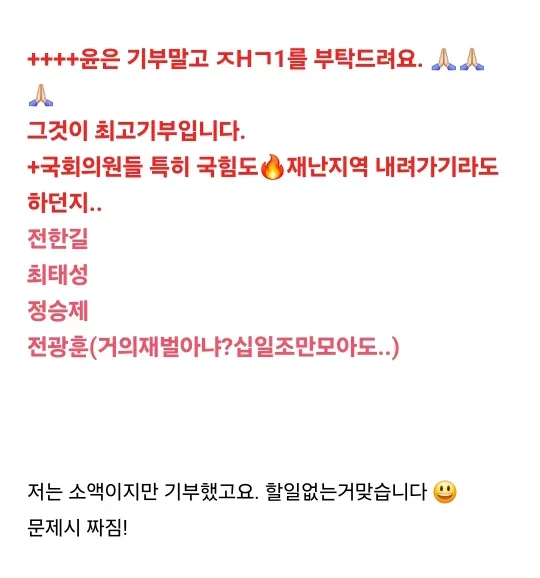 ++++윤은 기부말고 ㅈHㄱ1를 부탁드려요. 🙏🏻🙏🏻
🙏🏻
그것이 최고기부입니다.
+국회의원들 특히 국힘도🔥재난지역 내려가기라도
하던지..
전한길
최태성
정승제
전광훈(거의재벌아냐?십일조만모아도..)
저는 소액이지만 기부했고요. 할일없는거맞습니다 😃
문제시 짜짐!